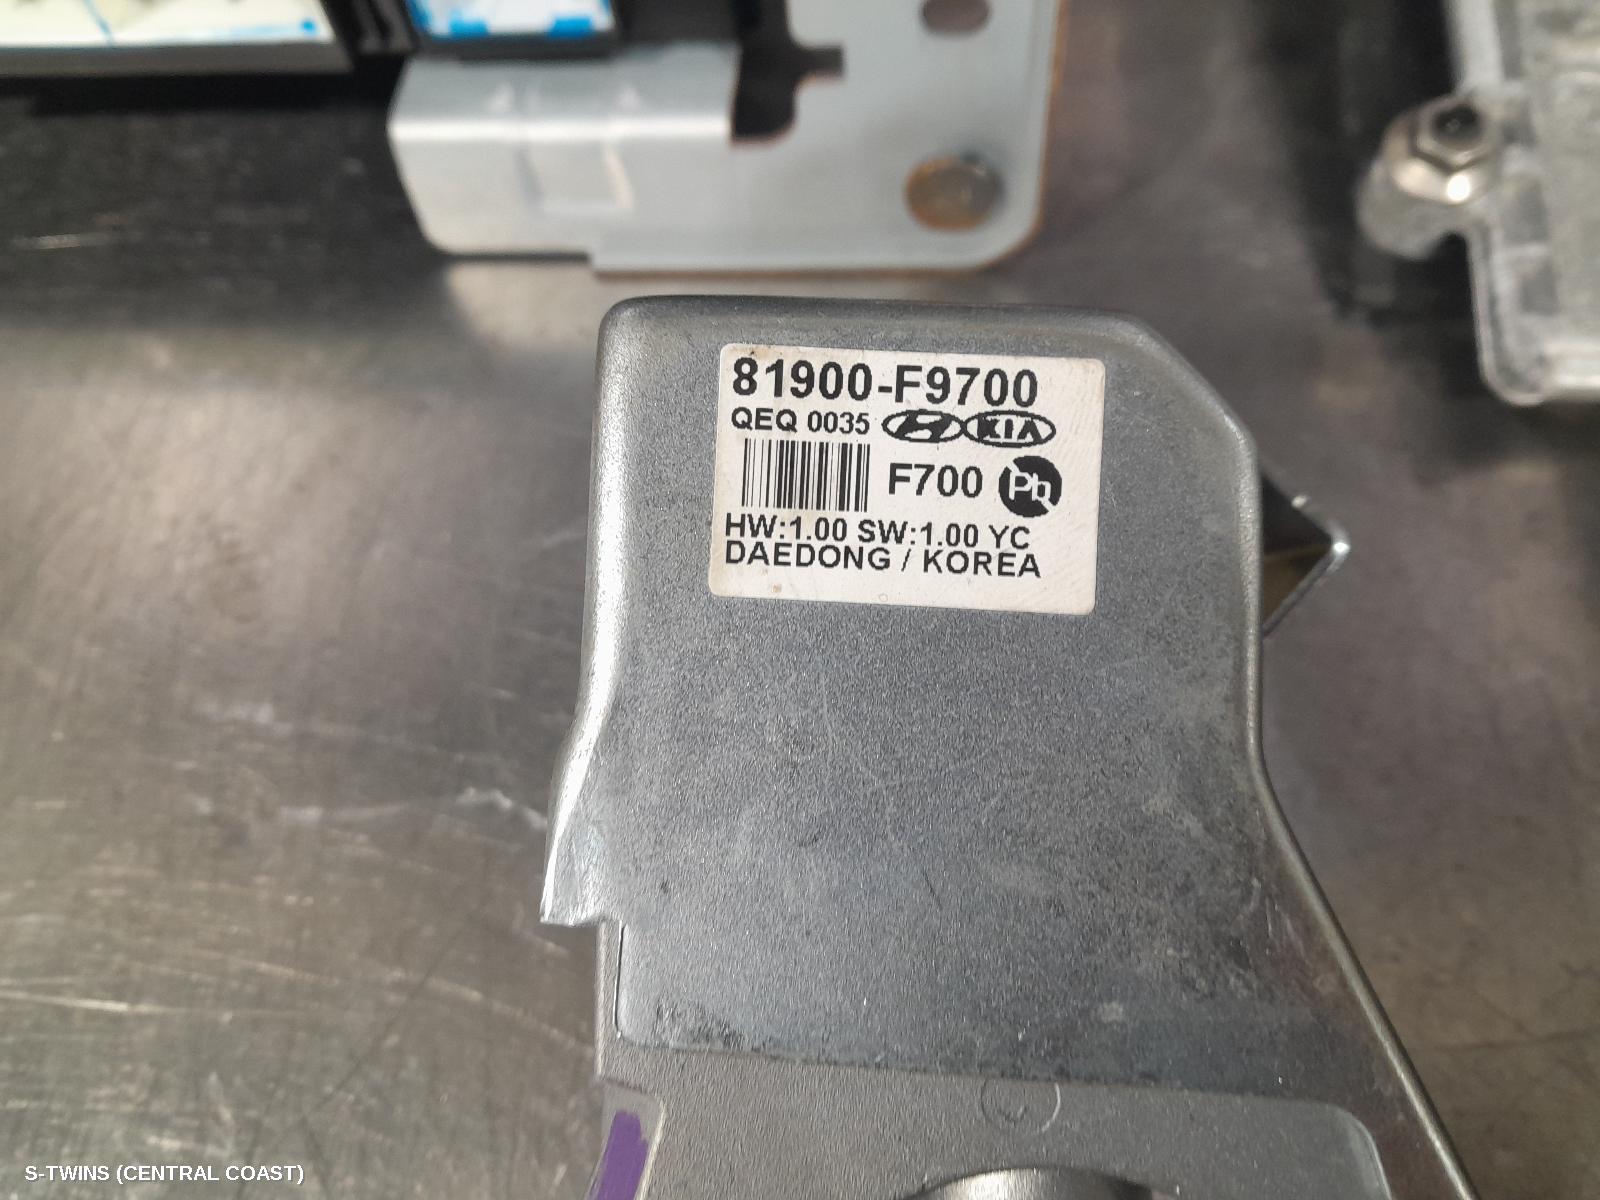 81900-F9700
QEQ 0035 KIA
F700 Pb
HW:1.00 SW:1.00 YC
DAEDONG / KOREA
S-TWINS (CENTRAL COAST)